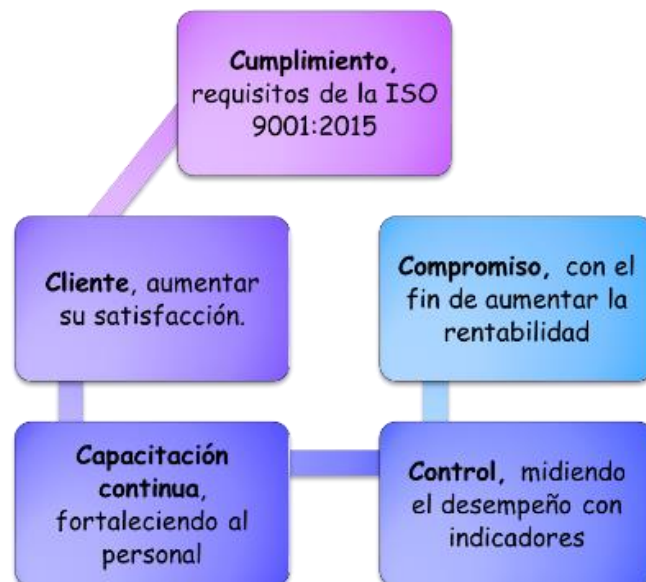 Cumplimiento,
requisitos de la ISO
9001:2015
Cliente, aumentar
su satisfacción.
Capacitación
continua,
fortaleciendo al
personal
Control, midiendo
el desempeño con
indicadores
Compromiso, con el
fin de aumentar la
rentabilidad